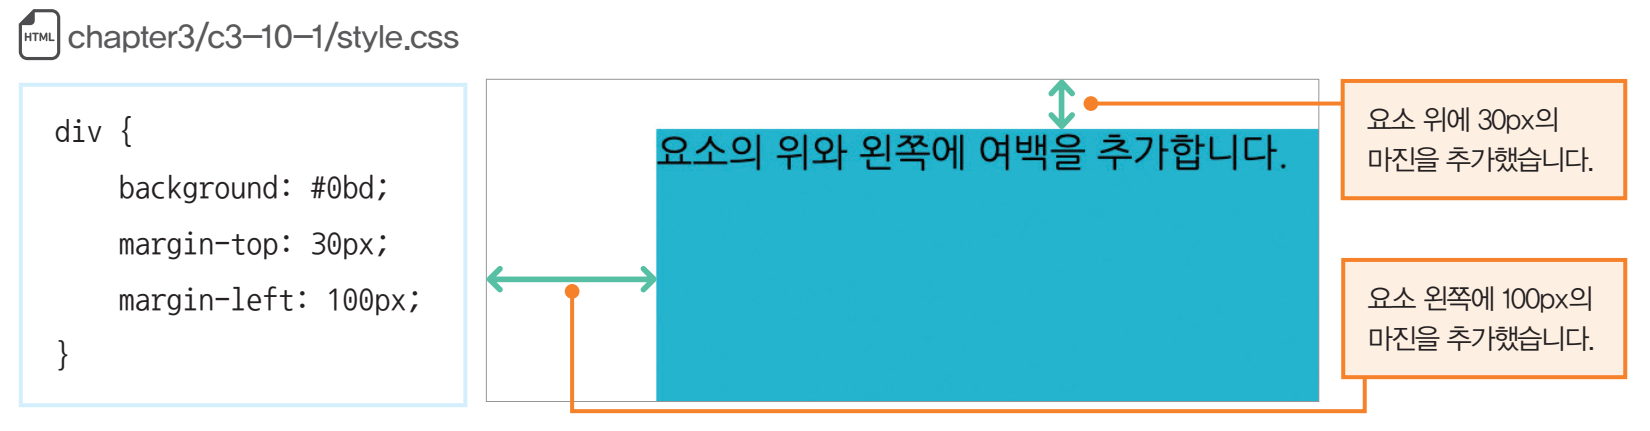 HTML chapter3/c3-10-1/style.css
div {
background: #0bd;
margin-top: 30px;
margin-left: 100px;
}
요소의 위와 왼쪽에 여백을 추가합니다.
요소 위에 30px의
마진을 추가했습니다.
요소 왼쪽에 100px의
마진을 추가했습니다.